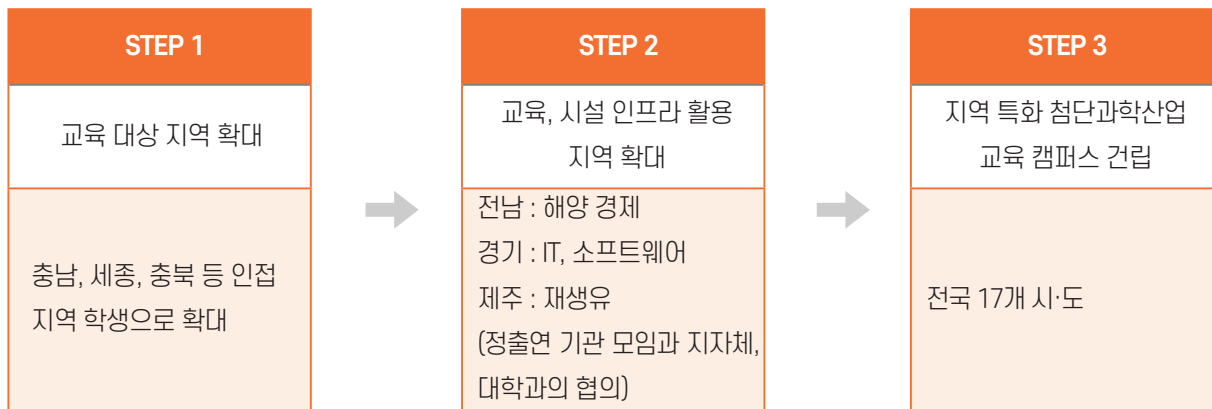 STEP 1
교육 대상 지역 확대
충남, 세종, 충북 등 인접
지역 학생으로 확대
STEP 2
교육, 시설 인프라 활용
지역 확대
전남 : 해양 경제
경기 : IT, 소프트웨어
제주 : 재생유
(정출연 기관 모임과 지자체,
대학과의 협의)
STEP 3
지역 특화 첨단과학산업
교육 캠퍼스 건립
전국 17개 시·도